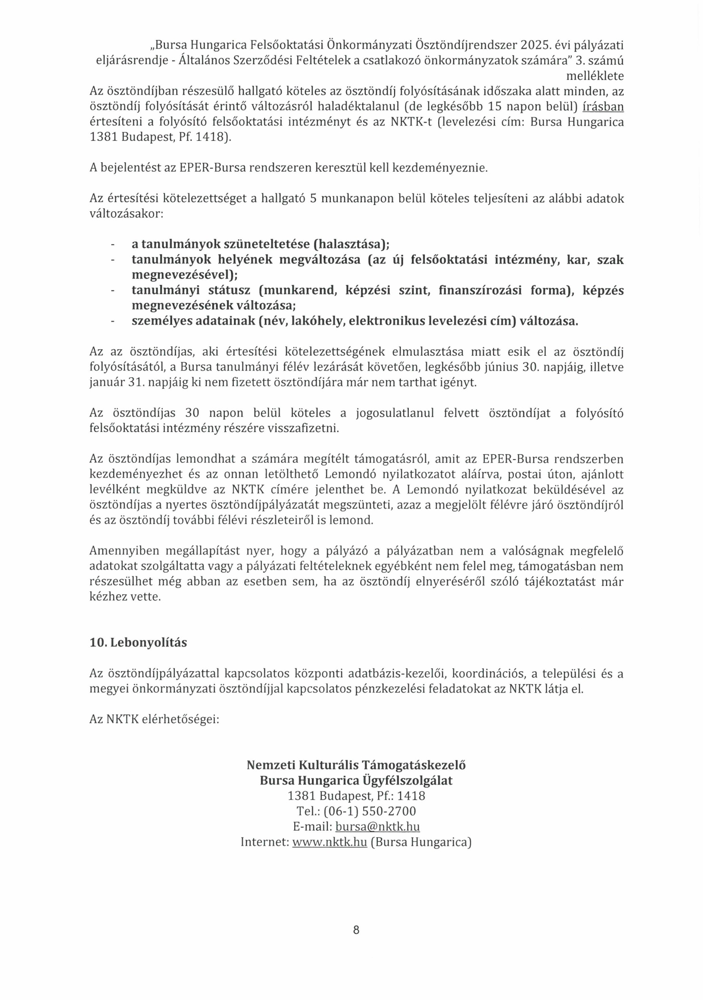 „Bursa Hungarica Felsőoktatási Önkormányzati Ösztöndíjrendszer 2025. évi pályázati
eljárásrendje - Általános Szerződési Feltételek a csatlakozó önkormányzatok számára” 3. számú
melléklete
Az ösztöndíjban részesülő hallgató köteles az ösztöndíj folyósításának időszaka alatt minden, az
ösztöndíj folyósítását érintő változásról haladéktalanul (de legkésőbb 15 napon belül) írásban
értesíteni a folyósító felsőoktatási intézményt és az NKTK-t (levelezési cím: Bursa Hungarica
1381 Budapest, Pf. 1418).
A bejelentést az EPER-Bursa rendszeren keresztül kell kezdeményeznie.
Az értesítési kötelezettséget a hallgató 5 munkanapon belül köteles teljesíteni az alábbi adatok
változásakor:
- a tanulmányok szüneteltetése (halasztása);
- tanulmányok helyének megváltozása (az új felsőoktatási intézmény, kar, szak
megnevezésével);
- tanulmányi státusz (munkarend, képzési szint, finanszírozási forma), képzés
megnevezésének változása;
- személyes adatainak (név, lakóhely, elektronikus levelezési cím) változása.
Az az ösztöndíjas, aki értesítési kötelezettségének elmulasztása miatt esik el az ösztöndíj
folyósításától, a Bursa tanulmányi félév lezárását követően, legkésőbb június 30. napjáig, illetve
január 31. napjáig ki nem fizetett ösztöndíjára már nem tarthat igényt.
Az ösztöndíjas 30 napon belül köteles a jogosulatlanul felvett ösztöndíjat a folyósító
felsőoktatási intézmény részére visszafizetni.
Az ösztöndíjas lemondhat a számára megítélt támogatásról, amit az EPER-Bursa rendszerben
kezdeményezhet és az onnan letölthető Lemondó nyilatkozatot aláírva, postai úton, ajánlott
levélként megküldve az NKTK címére jelenthet be. A Lemondó nyilatkozat beküldésével az
ösztöndíjas a nyertes ösztöndíjpályázatát megszünteti, azaz a megjelölt félévre járó ösztöndíjról
és az ösztöndíj további félévi részleteiről is lemond.
Amennyiben megállapítást nyer, hogy a pályázó a pályázatban nem a valóságnak megfelelő
adatokat szolgáltatta vagy a pályázati feltételeknek egyébként nem felel meg, támogatásban nem
részesülhet még abban az esetben sem, ha az ösztöndíj elnyeréséről szóló tájékoztatást már
kézhez vette.
10. Lebonyolítás
Az ösztöndíjpályázattal kapcsolatos központi adatbázis-kezelői, koordinációs, a települési és a
megyei önkormányzati ösztöndíjjal kapcsolatos pénzkezelési feladatokat az NKTK látja el.
Az NKTK elérhetőségei:
Nemzeti Kulturális Támogatáskezelő
Bursa Hungarica Ügyfélszolgálat
1381 Budapest, Pf.: 1418
Tel.: (06-1) 550-2700
E-mail: bursa@nktk.hu
Internet: www.nktk.hu (Bursa Hungarica)
8